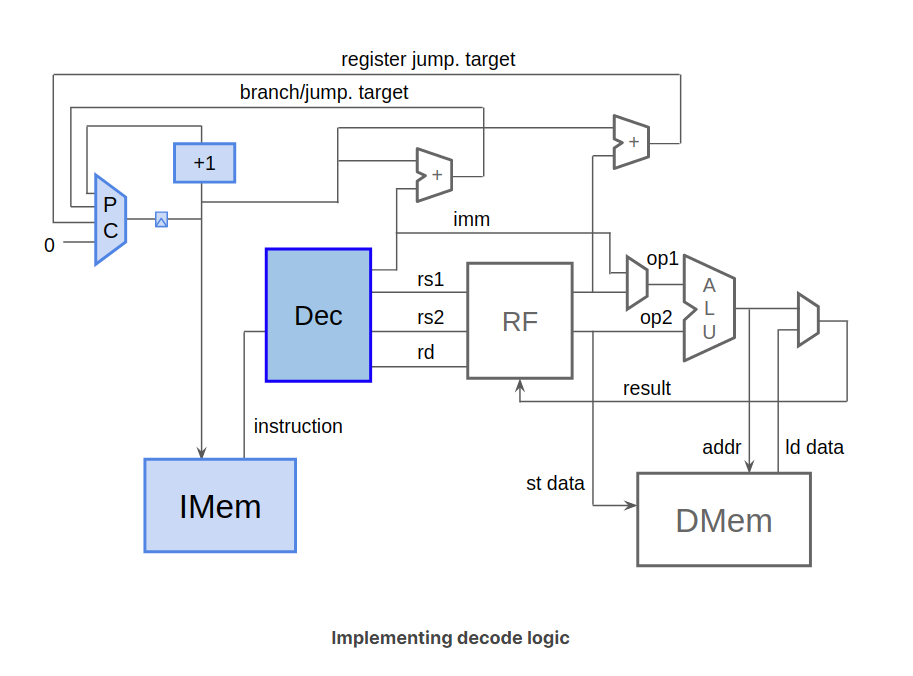 register jump. target
branch/jump. target
+1
+
+
P
C
0
imm
op1
Dec
rs1
rs2
rd
RF
op2
A
L
U
result
instruction
addr
ld data
st data
IMem
DMem
Implementing decode logic